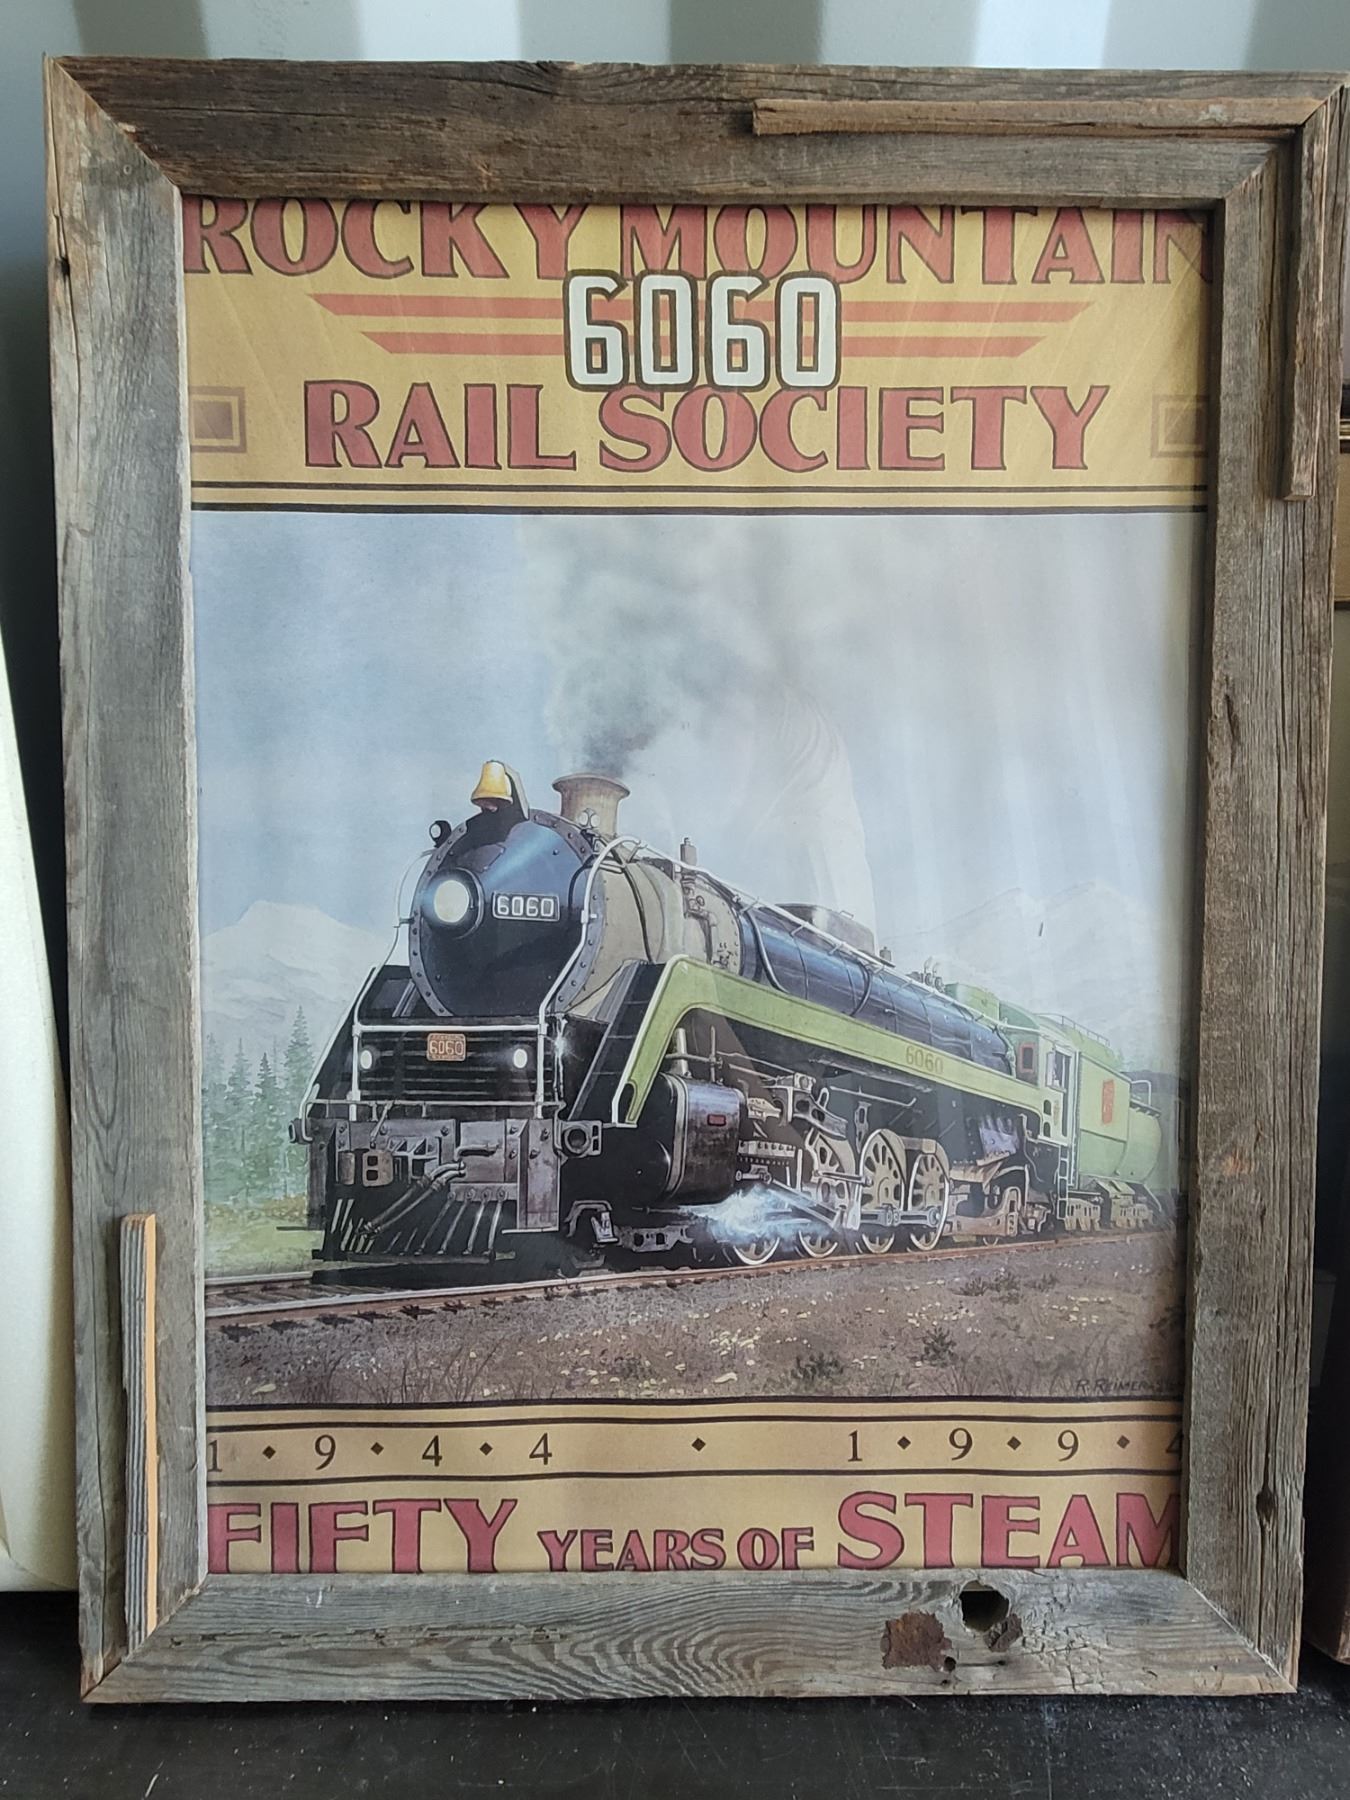 ROCKY MOUNTAIN
6060
RAIL SOCIETY
6060
6060
6060
R. REIMER
1 ◆ 9 ◆ 4 ◆ 4 ◆ 1 ◆ 9 ◆ 9 ◆ 4
FIFTY YEARS OF STEAM